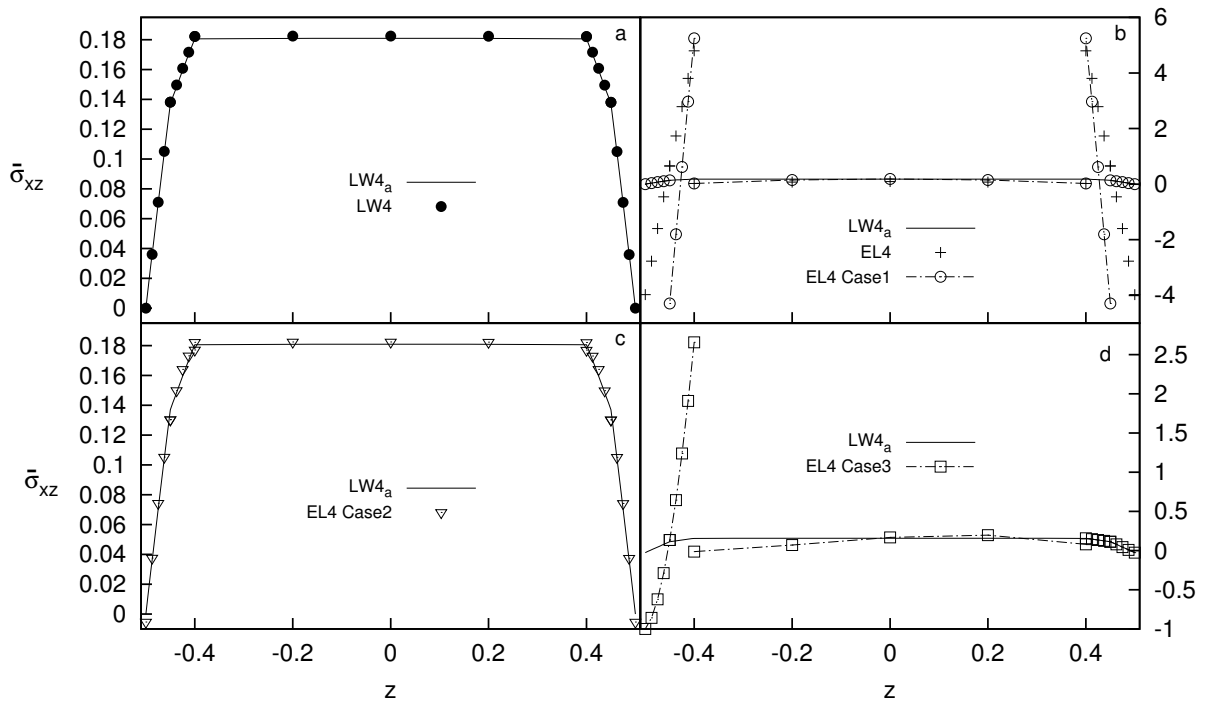 a
0.18
0.16
0.14
0.12
0.1
0.08
0.06
0.04
0.02
0
σ̄xz
LW4a
LW4
b
6
4
2
0
-2
-4
LW4a
EL4
EL4 Case1
c
0.18
0.16
0.14
0.12
0.1
0.08
0.06
0.04
0.02
0
σ̄xz
LW4a
EL4 Case2
-0.4 -0.2 0 0.2 0.4
z
d
2.5
2
1.5
1
0.5
0
-0.5
-1
LW4a
EL4 Case3
-0.4 -0.2 0 0.2 0.4
z